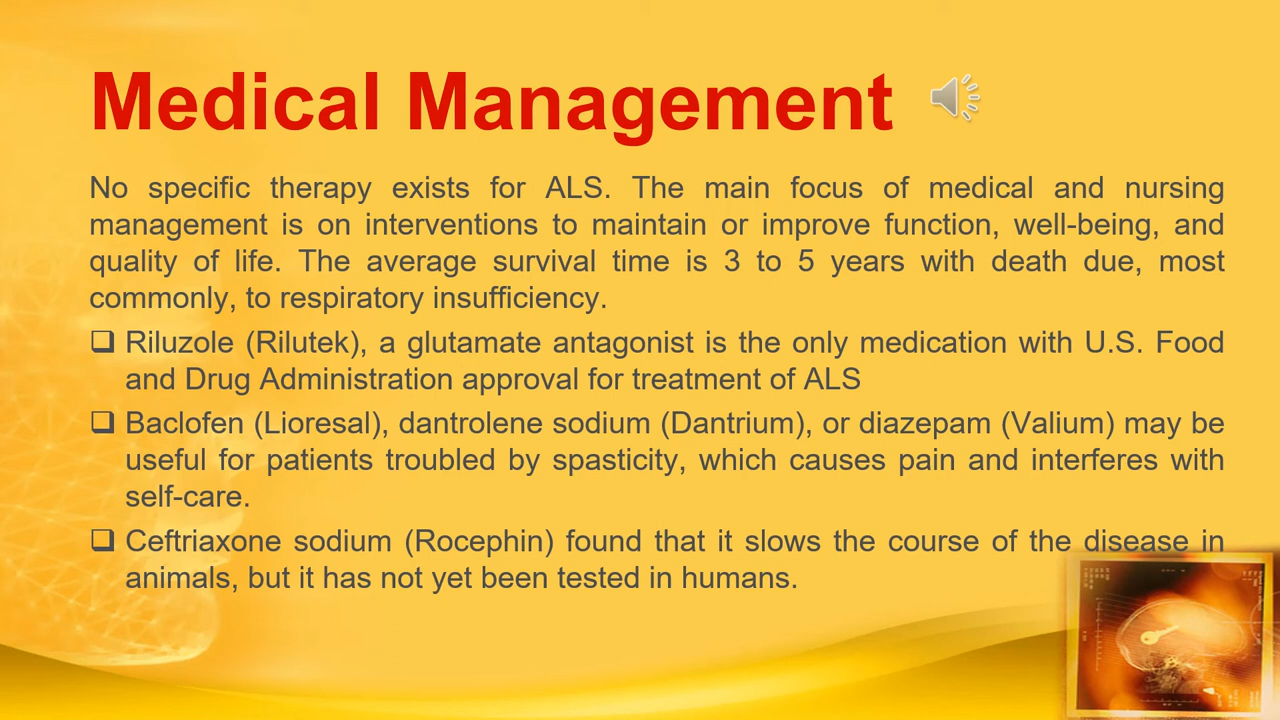 Medical Management
No specific therapy exists for ALS. The main focus of medical and nursing
management is on interventions to maintain or improve function, well-being, and
quality of life. The average survival time is 3 to 5 years with death due, most
commonly, to respiratory insufficiency.
❑ Riluzole (Rilutek), a glutamate antagonist is the only medication with U.S. Food
and Drug Administration approval for treatment of ALS
❑ Baclofen (Lioresal), dantrolene sodium (Dantrium), or diazepam (Valium) may be
useful for patients troubled by spasticity, which causes pain and interferes with
self-care.
❑ Ceftriaxone sodium (Rocephin) found that it slows the course of the disease in
animals, but it has not yet been tested in humans.